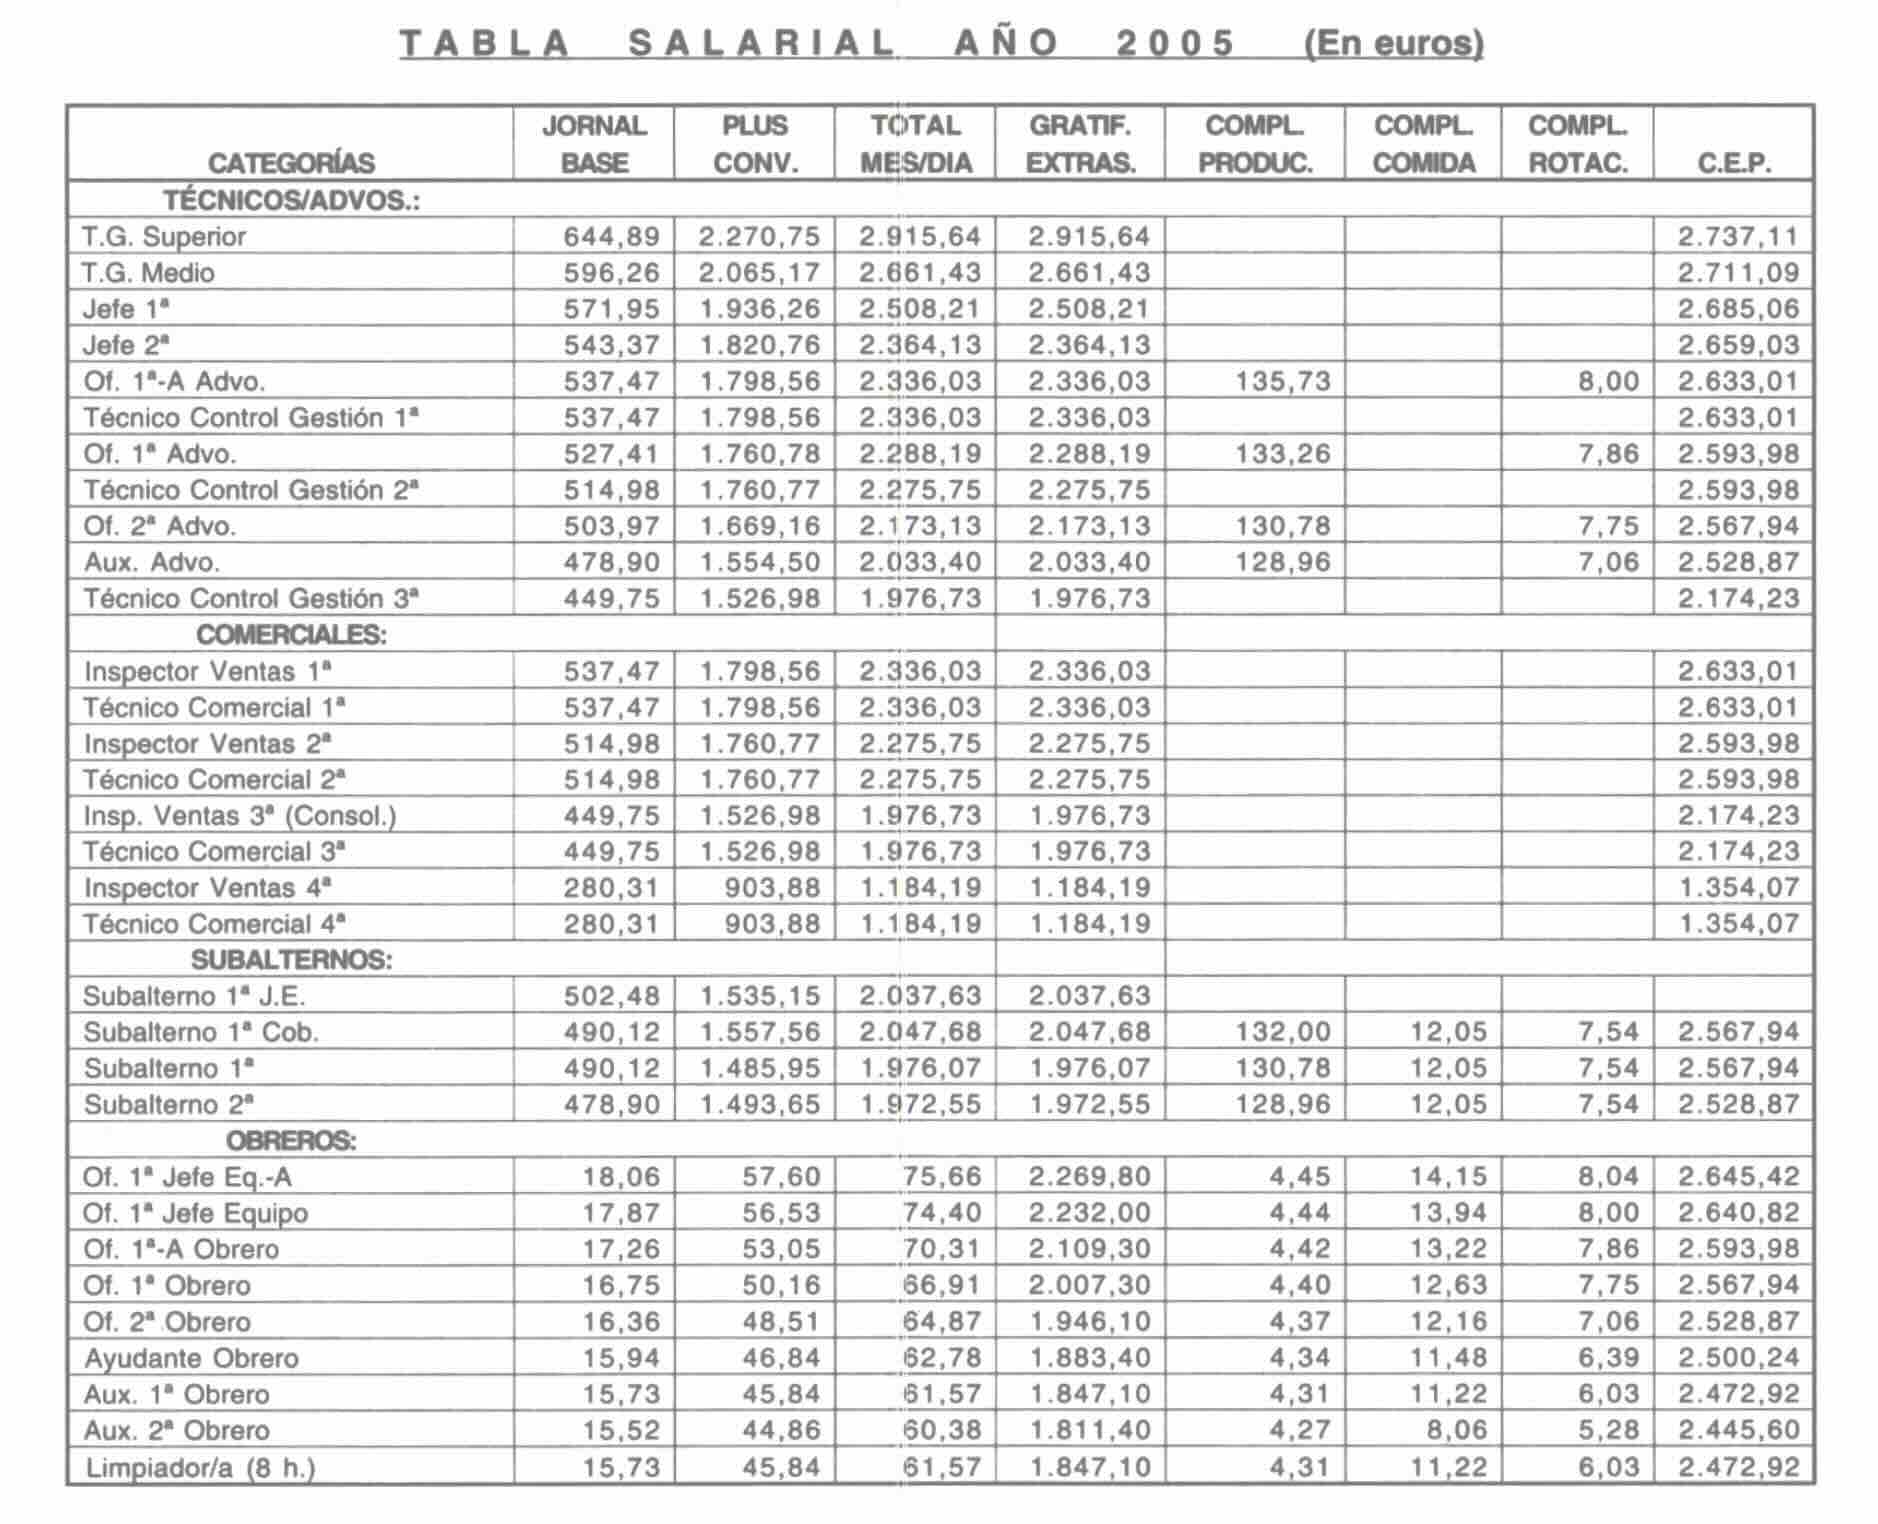 TABLA SALARIAL AÑO 2005 (En euros)
CATEGORÍAS JORNAL BASE PLUS CONV. TOTAL MES/DIA GRATIF. EXTRAS. COMPL. PRODUC. COMPL. COMIDA COMPL. ROTAC. C.E.P.
TÉCNICOS/ADVOS.:
T.G. Superior 644,89 2.270,75 2.915,64 2.915,64 2.737,11
T.G. Medio 596,26 2.065,17 2.661,43 2.661,43 2.711,09
Jefe 1ª 571,95 1.936,26 2.508,21 2.508,21 2.685,06
Jefe 2ª 543,37 1.820,76 2.364,13 2.364,13 2.659,03
Of. 1ª-A Advo. 537,47 1.798,56 2.336,03 2.336,03 135,73 8,00 2.633,01
Técnico Control Gestión 1ª 537,47 1.798,56 2.336,03 2.336,03 2.633,01
Of. 1ª Advo. 527,41 1.760,78 2.288,19 2.288,19 133,26 7,86 2.593,98
Técnico Control Gestión 2ª 514,98 1.760,77 2.275,75 2.275,75 2.593,98
Of. 2ª Advo. 503,97 1.669,16 2.173,13 2.173,13 130,78 7,75 2.567,94
Aux. Advo. 478,90 1.554,50 2.033,40 2.033,40 128,96 7,06 2.528,87
Técnico Control Gestión 3ª 449,75 1.526,98 1.976,73 1.976,73 2.174,23
COMERCIALES:
Inspector Ventas 1ª 537,47 1.798,56 2.336,03 2.336,03 2.633,01
Técnico Comercial 1ª 537,47 1.798,56 2.336,03 2.336,03 2.633,01
Inspector Ventas 2ª 514,98 1.760,77 2.275,75 2.275,75 2.593,98
Técnico Comercial 2ª 514,98 1.760,77 2.275,75 2.275,75 2.593,98
Insp. Ventas 3ª (Consol.) 449,75 1.526,98 1.976,73 1.976,73 2.174,23
Técnico Comercial 3ª 449,75 1.526,98 1.976,73 1.976,73 2.174,23
Inspector Ventas 4ª 280,31 903,88 1.184,19 1.184,19 1.354,07
Técnico Comercial 4ª 280,31 903,88 1.184,19 1.184,19 1.354,07
SUBALTERNOS:
Subalterno 1ª J.E. 502,48 1.535,15 2.037,63 2.037,63
Subalterno 1ª Cob. 490,12 1.557,56 2.047,68 2.047,68 132,00 12,05 7,54 2.567,94
Subalterno 1ª 490,12 1.485,95 1.976,07 1.976,07 130,78 12,05 7,54 2.567,94
Subalterno 2ª 478,90 1.493,65 1.972,55 1.972,55 128,96 12,05 7,54 2.528,87
OBREROS:
Of. 1ª Jefe Eq.-A 18,06 57,60 75,66 2.269,80 4,45 14,15 8,04 2.645,42
Of. 1ª Jefe Equipo 17,87 56,53 74,40 2.232,00 4,44 13,94 8,00 2.640,82
Of. 1ª-A Obrero 17,26 53,05 70,31 2.109,30 4,42 13,22 7,86 2.593,98
Of. 1ª Obrero 16,75 50,16 66,91 2.007,30 4,40 12,63 7,75 2.567,94
Of. 2ª Obrero 16,36 48,51 64,87 1.946,10 4,37 12,16 7,06 2.528,87
Ayudante Obrero 15,94 46,84 62,78 1.883,40 4,34 11,48 6,39 2.500,24
Aux. 1ª Obrero 15,73 45,84 61,57 1.847,10 4,31 11,22 6,03 2.472,92
Aux. 2ª Obrero 15,52 44,86 60,38 1.811,40 4,27 8,06 5,28 2.445,60
Limpiador/a (8 h.) 15,73 45,84 61,57 1.847,10 4,31 11,22 6,03 2.472,92